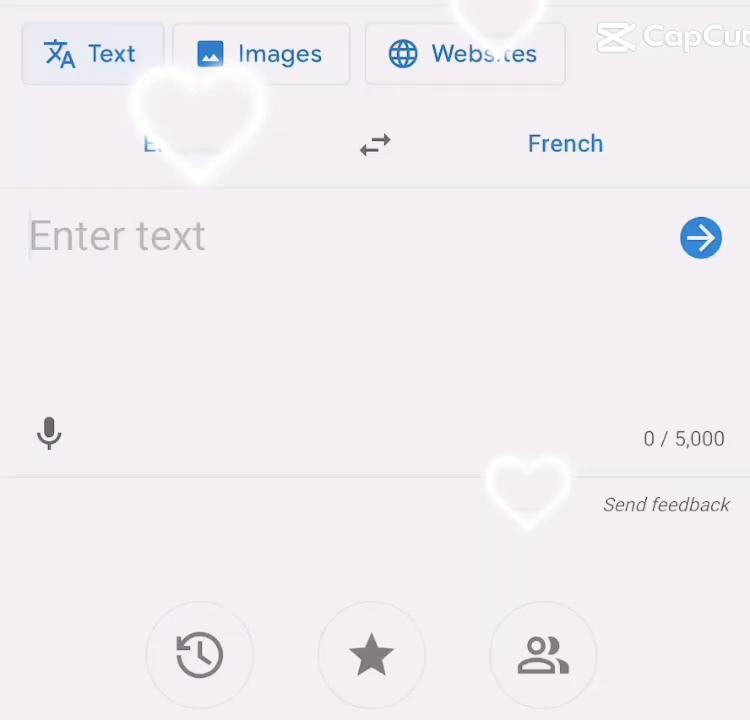 Text Images Websites CapCut
French
Enter text
0 / 5,000
Send feedback